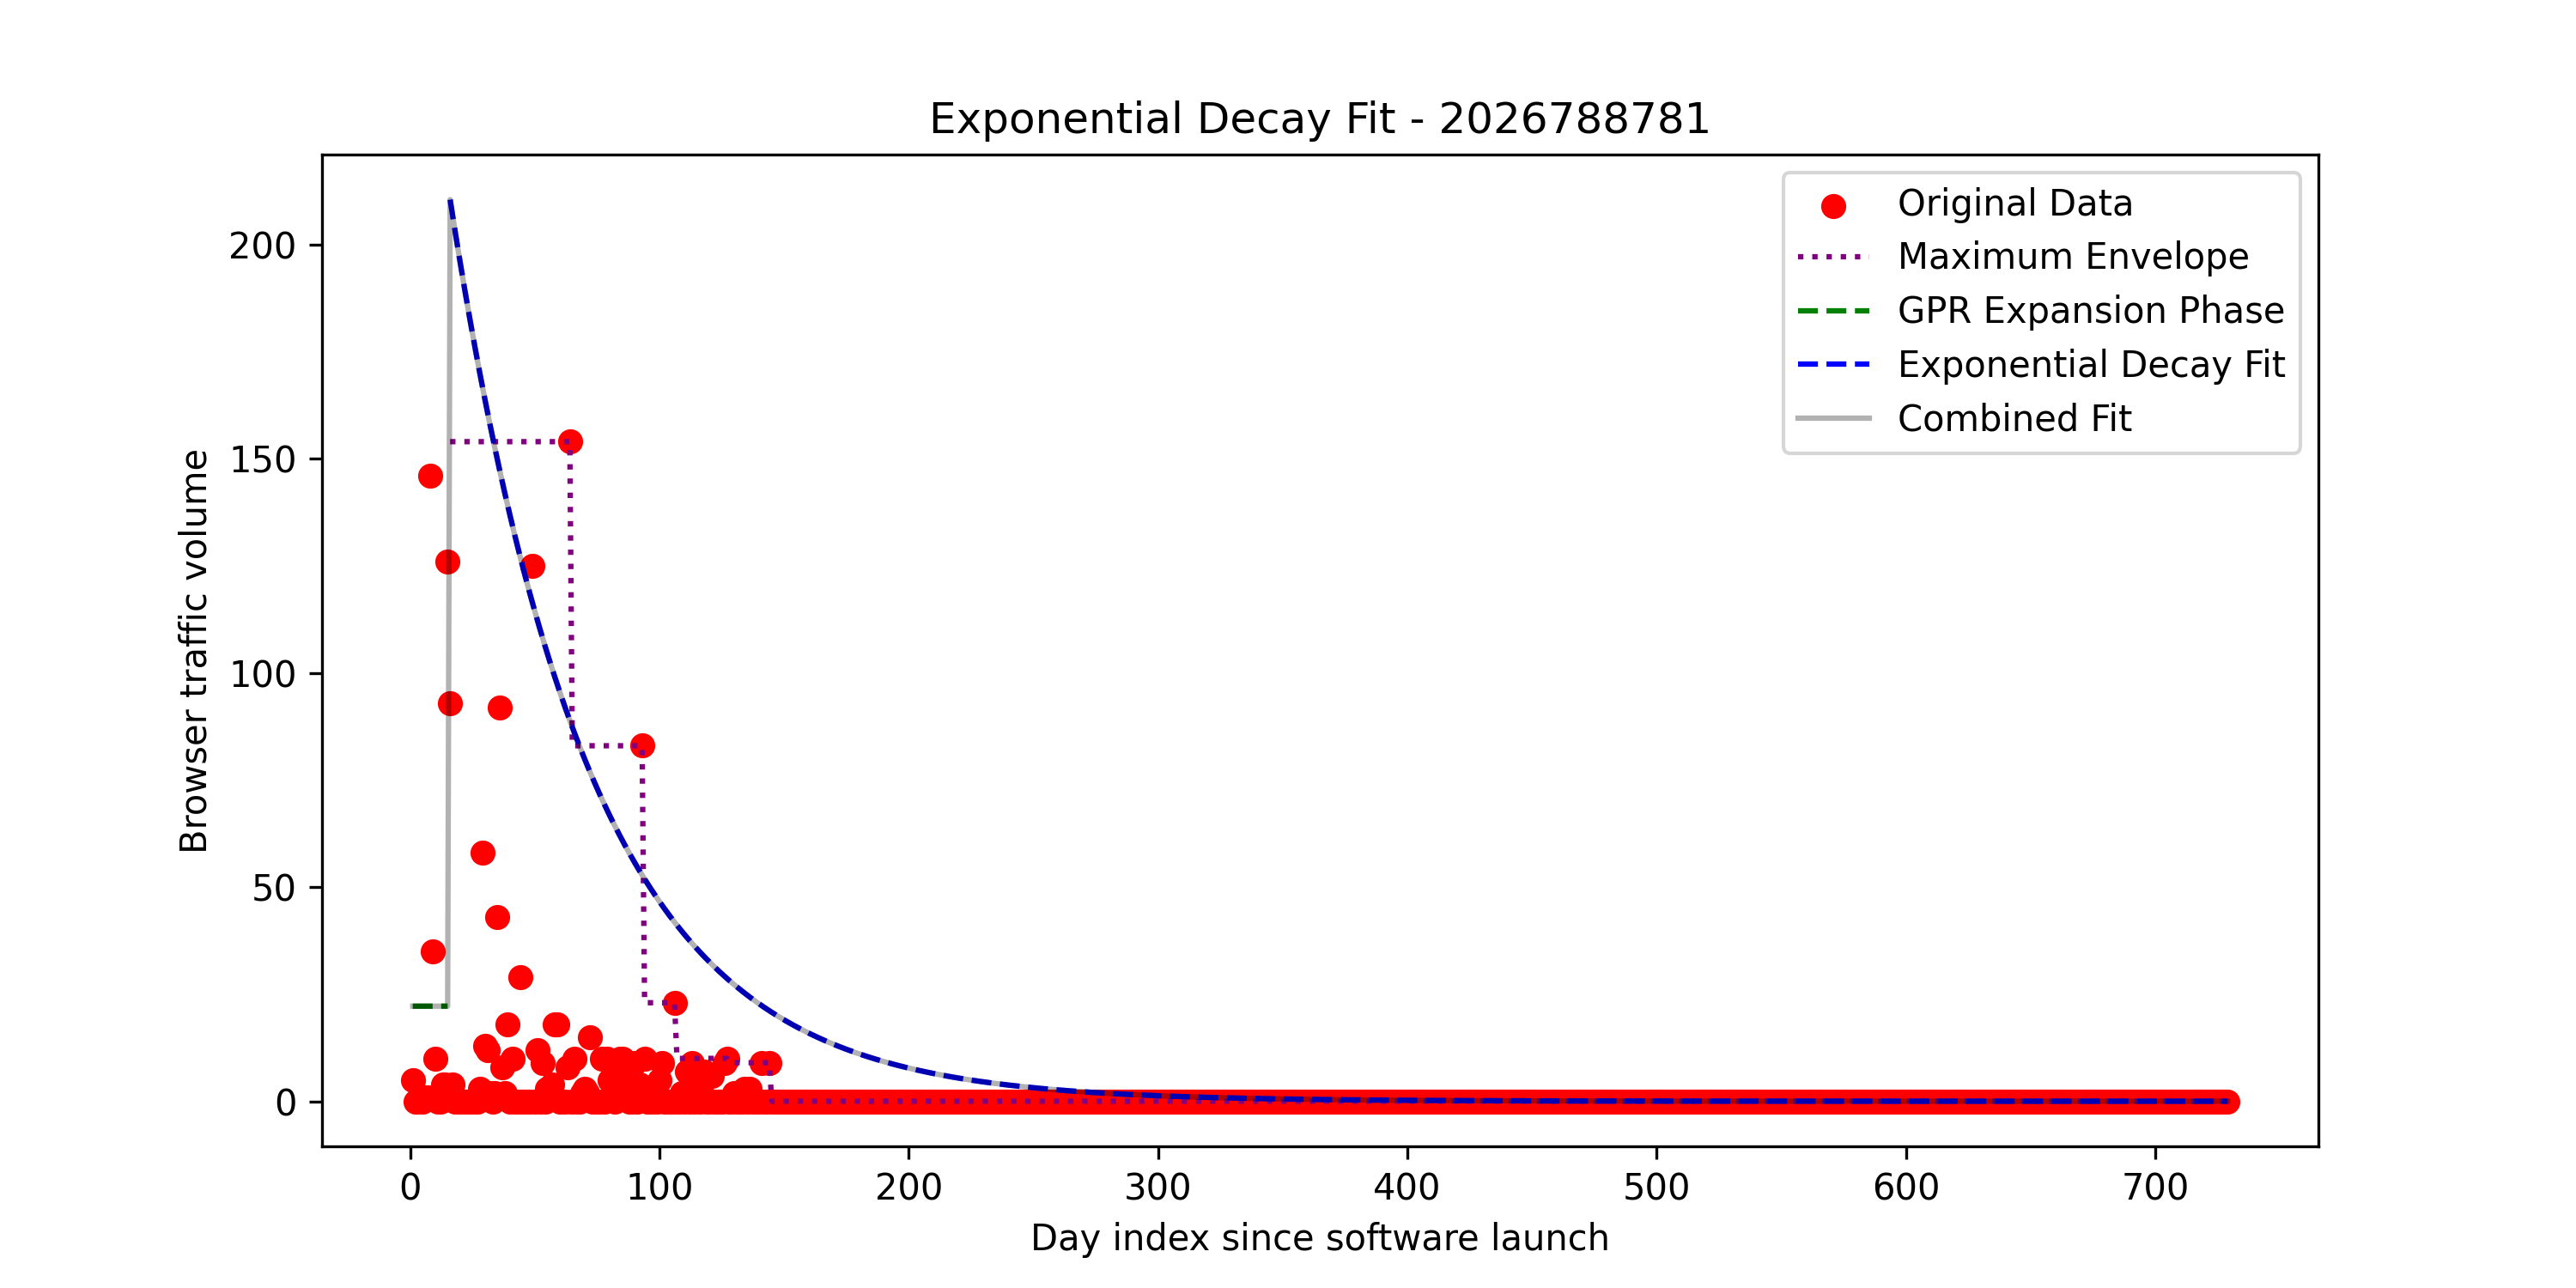 Exponential Decay Fit - 2026788781
Original Data
Maximum Envelope
GPR Expansion Phase
Exponential Decay Fit
Combined Fit
Browser traffic volume
200
150
100
50
0
0 100 200 300 400 500 600 700
Day index since software launch